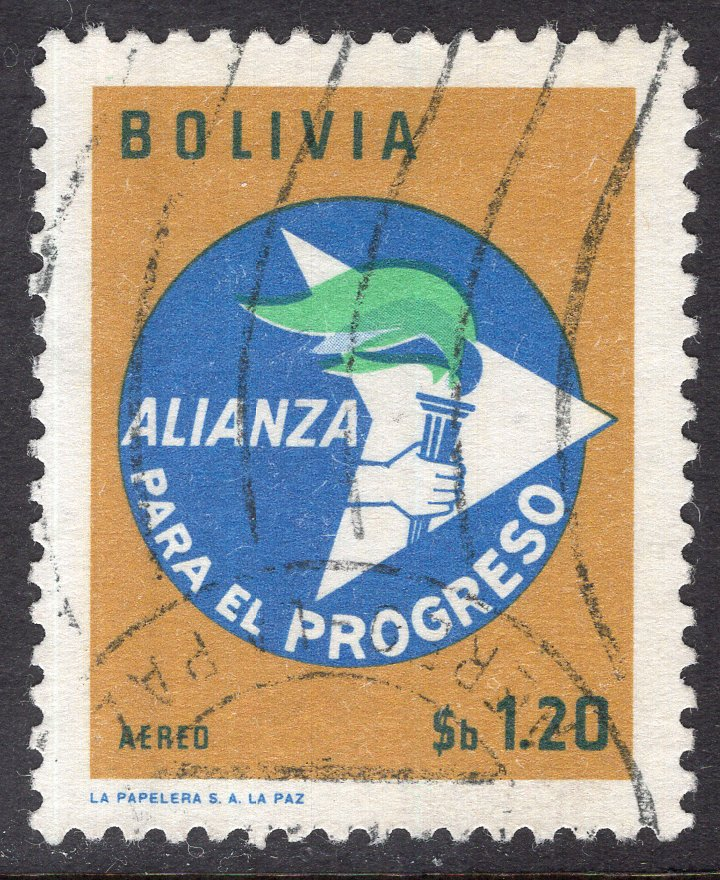 BOLIVIA
ALIANZA
PARA EL PROGRESO
AEREO
$b 1.20
LA PAPELERA S. A. LA PAZ